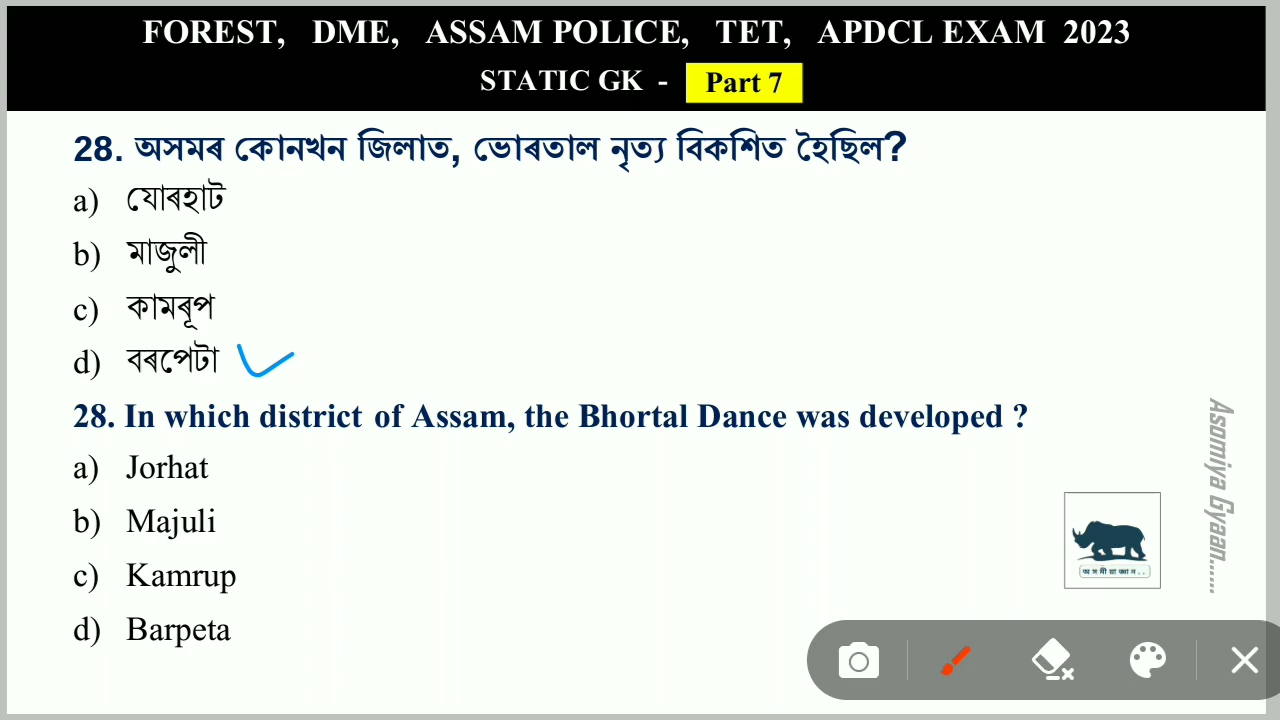 FOREST, DME, ASSAM POLICE, TET, APDCL EXAM 2023
STATIC GK - Part 7
28. অসমৰ কোনখন জিলাত, ভোৰতাল নৃত্য বিকশিত হৈছিল?
a) যোৰহাট
b) মাজুলী
c) কামৰূপ
d) বৰপেটা
28. In which district of Assam, the Bhortal Dance was developed ?
a) Jorhat
b) Majuli
c) Kamrup
d) Barpeta
Asomiya Gyaan......
অসমীয়া জ্ঞান..